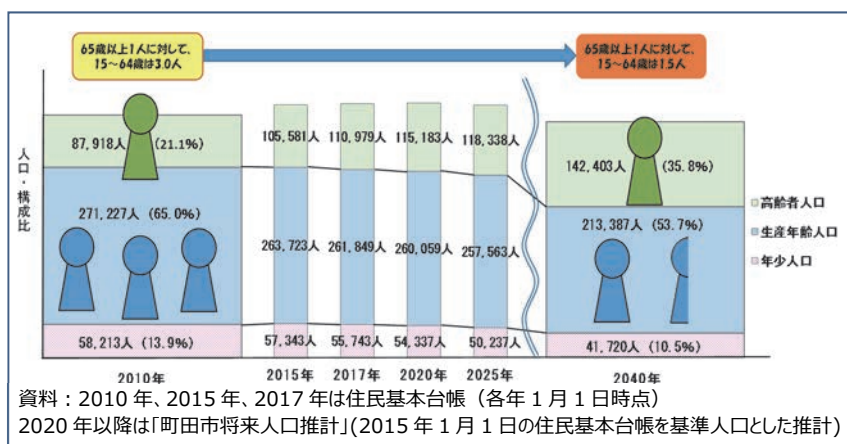 65歳以上1人に対して、
15～64歳は3.0人
65歳以上1人に対して、
15～64歳は1.5人
人口・構成比
87,918人 (21.1%)
105,581人
110,979人
115,183人
118,338人
142,403人 (35.8%)
271,227人 (65.0%)
263,723人
261,849人
260,059人
257,563人
213,387人 (53.7%)
58,213人 (13.9%)
57,343人
55,743人
54,337人
50,237人
41,720人 (10.5%)
高齢者人口
生産年齢人口
年少人口
2010年
2015年
2017年
2020年
2025年
2040年
資料：2010 年、2015 年、2017 年は住民基本台帳（各年 1 月 1 日時点）
2020 年以降は「町田市将来人口推計」(2015 年 1 月 1 日の住民基本台帳を基準人口とした推計)